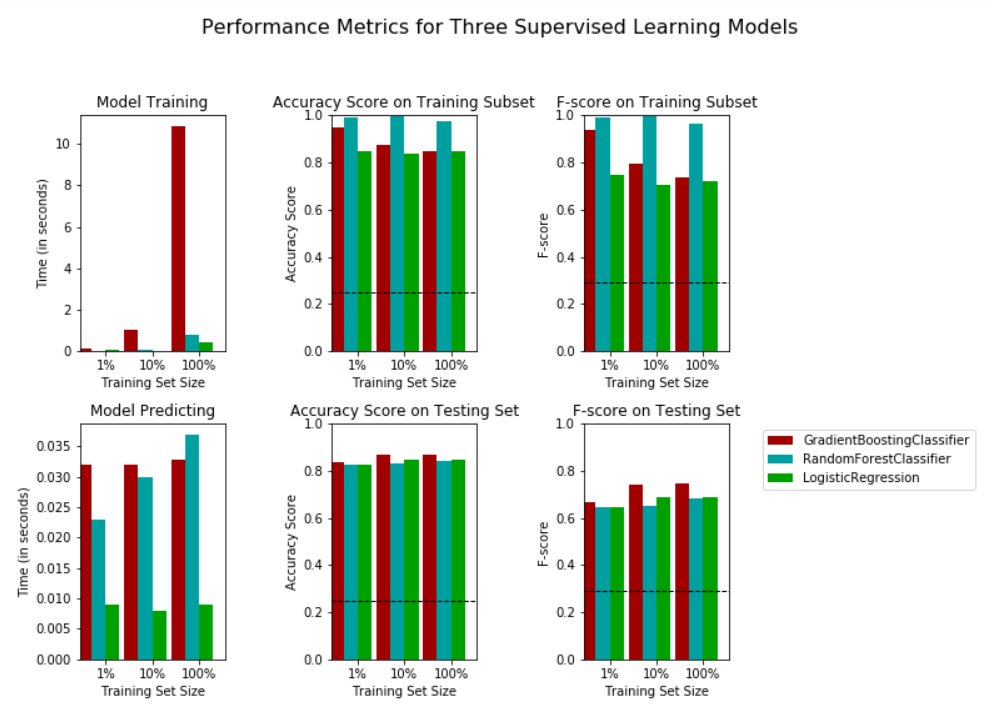 Performance Metrics for Three Supervised Learning Models
Model Training
Time (in seconds)
10
8
6
4
2
0
1% 10% 100%
Training Set Size
Accuracy Score on Training Subset
Accuracy Score
1.0
0.8
0.6
0.4
0.2
0.0
1% 10% 100%
Training Set Size
F-score on Training Subset
F-score
1.0
0.8
0.6
0.4
0.2
0.0
1% 10% 100%
Training Set Size
Model Predicting
Time (in seconds)
0.035
0.030
0.025
0.020
0.015
0.010
0.005
0.000
1% 10% 100%
Training Set Size
Accuracy Score on Testing Set
Accuracy Score
1.0
0.8
0.6
0.4
0.2
0.0
1% 10% 100%
Training Set Size
F-score on Testing Set
F-score
1.0
0.8
0.6
0.4
0.2
0.0
1% 10% 100%
Training Set Size
GradientBoostingClassifier
RandomForestClassifier
LogisticRegression